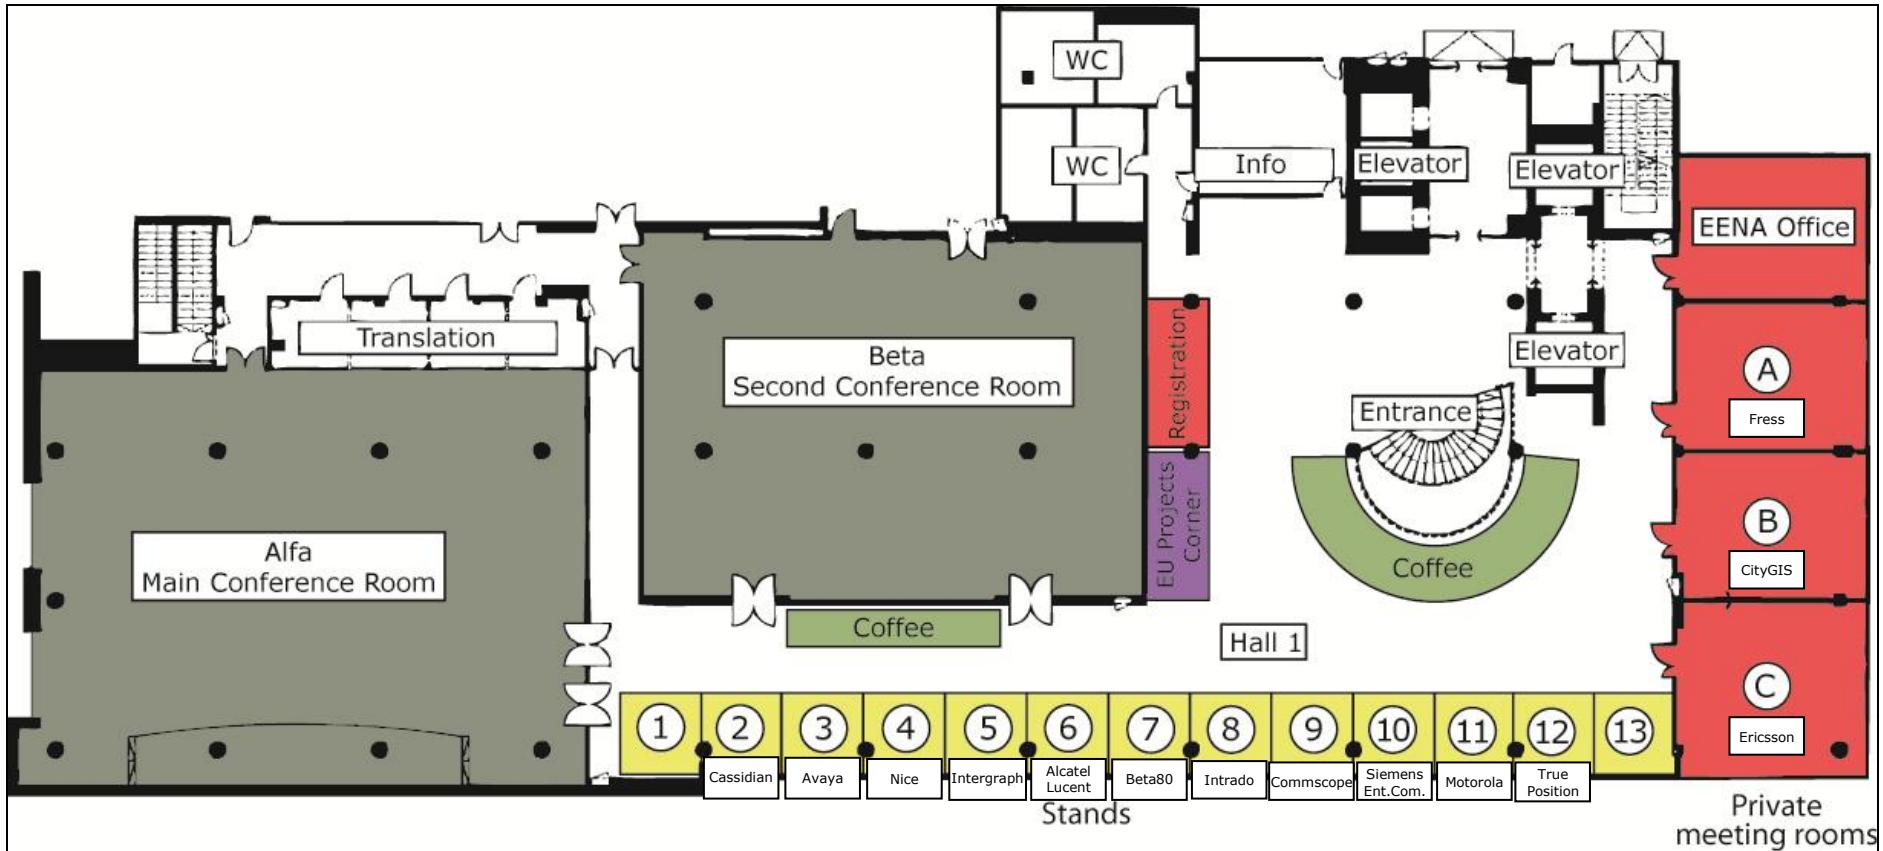 WC
WC
Info
Elevator
Elevator
EENA Office
Translation
Beta
Second Conference Room
Registration
Elevator
A
Fress
Entrance
EU Projects
Corner
B
CityGIS
Alfa
Main Conference Room
Coffee
Coffee
Hall 1
C
Ericsson
1
2
3
4
5
6
7
8
9
10
11
12
13
Cassidian
Avaya
Nice
Intergraph
Alcatel
Lucent
Beta80
Intrado
Commscope
Siemens
Ent.Com.
Motorola
True
Position
Stands
Private
meeting rooms